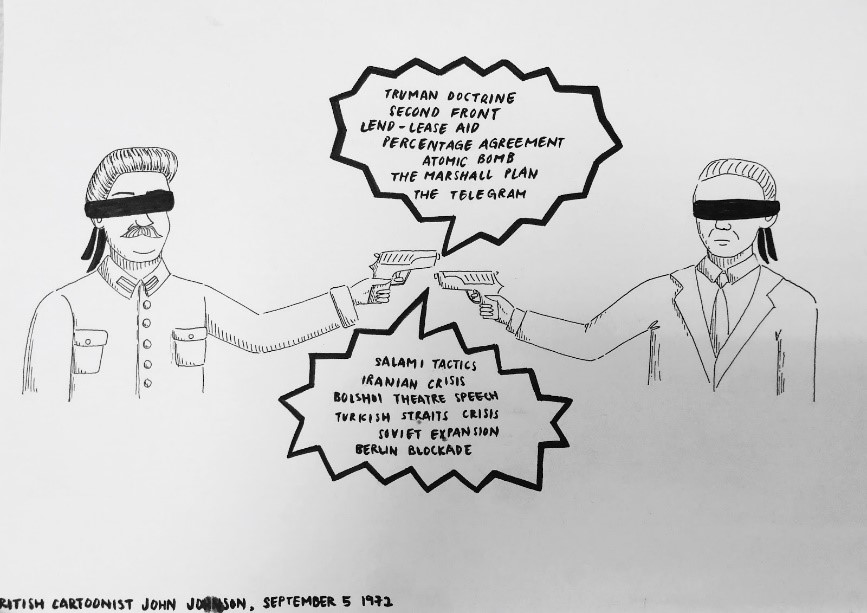 TRUMAN DOCTRINE
SECOND FRONT
LEND-LEASE AID
PERCENTAGE AGREEMENT
ATOMIC BOMB
THE MARSHALL PLAN
THE TELEGRAM
SALAMI TACTICS
IRANIAN CRISIS
BOLSHOI THEATRE SPEECH
TURKISH STRAITS CRISIS
SOVIET EXPANSION
BERLIN BLOCKADE
RITISH CARTOONIST JOHN, SEPTEMBER 5 1972